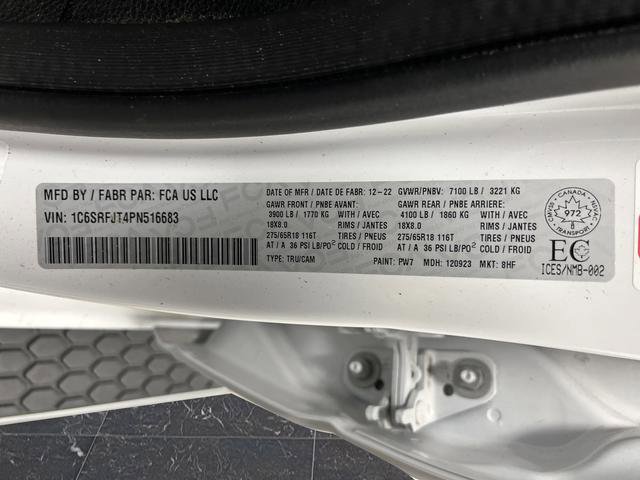 MFD BY / FABR PAR: FCA US LLC
VIN: 1C6SRFJT4PN516683
DATE OF MFR / DATE DE FABR: 12-22
GVWR/PNBV: 7100 LB / 3221 KG
GAWR FRONT / PNBE AVANT:
3900 LB / 1770 KG WITH / AVEC
18X8.0 RIMS / JANTES
275/65R18 116T TIRES / PNEUS
AT / A 36 PSI LB/PO² COLD / FROID
GAWR REAR / PNBE ARRIERE:
4100 LB / 1860 KG WITH / AVEC
18X8.0 RIMS / JANTES
275/65R18 116T TIRES / PNEUS
AT / A 36 PSI LB/PO² COLD / FROID
TYPE: TRU/CAM
PAINT: PW7 MDH: 120923 MKT: 8HF
CANADA
CMVSS
NSVAC
972
TRANSPORT
EC
ICES/NMB-002